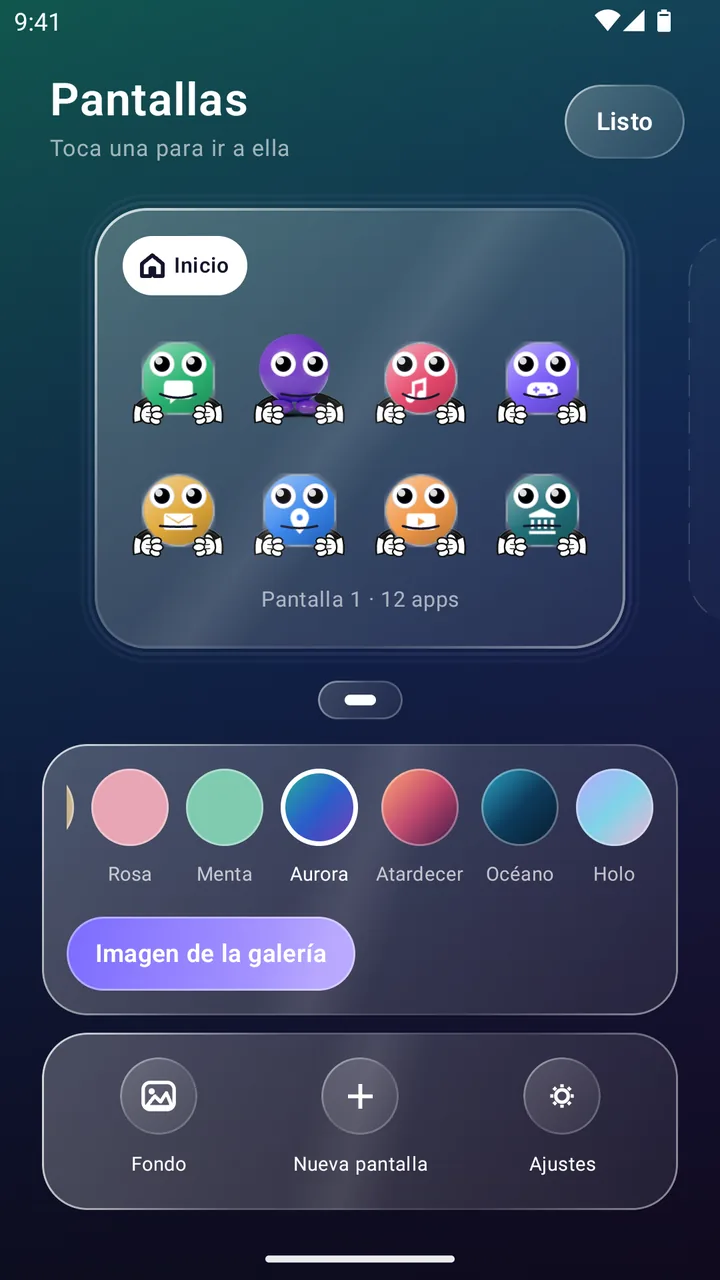 9:41
Pantallas
Toca una para ir a ella
Listo
Inicio
Pantalla 1 · 12 apps
Rosa
Menta
Aurora
Atardecer
Océano
Holo
Imagen de la galería
Fondo
Nueva pantalla
Ajustes